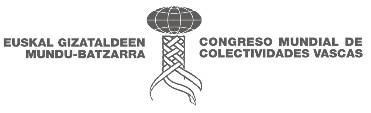 EUSKAL GIZATALDEEN
MUNDU-BATZARRA
CONGRESO MUNDIAL DE
COLECTIVIDADES VASCAS